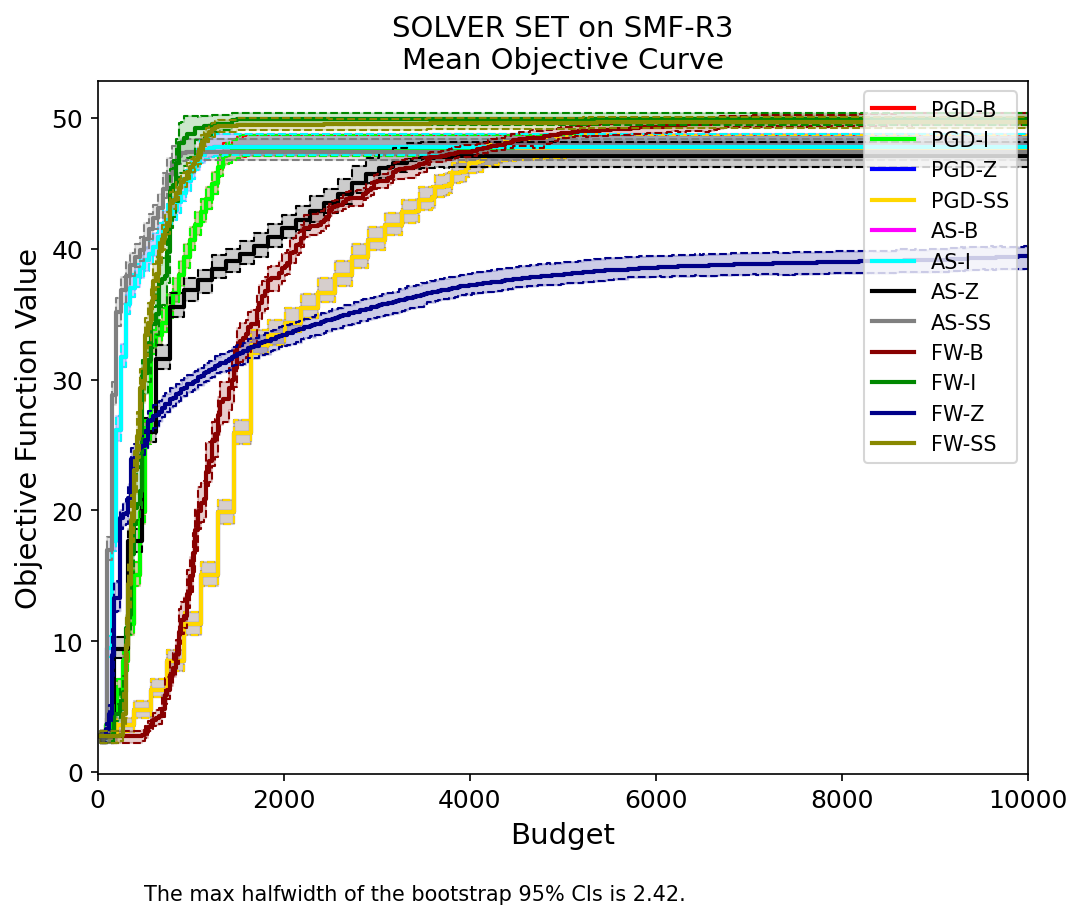 SOLVER SET on SMF-R3
Mean Objective Curve
Objective Function Value
50
40
30
20
10
0
0 2000 4000 6000 8000 10000
Budget
PGD-B
PGD-I
PGD-Z
PGD-SS
AS-B
AS-I
AS-Z
AS-SS
FW-B
FW-I
FW-Z
FW-SS
The max halfwidth of the bootstrap 95% CIs is 2.42.